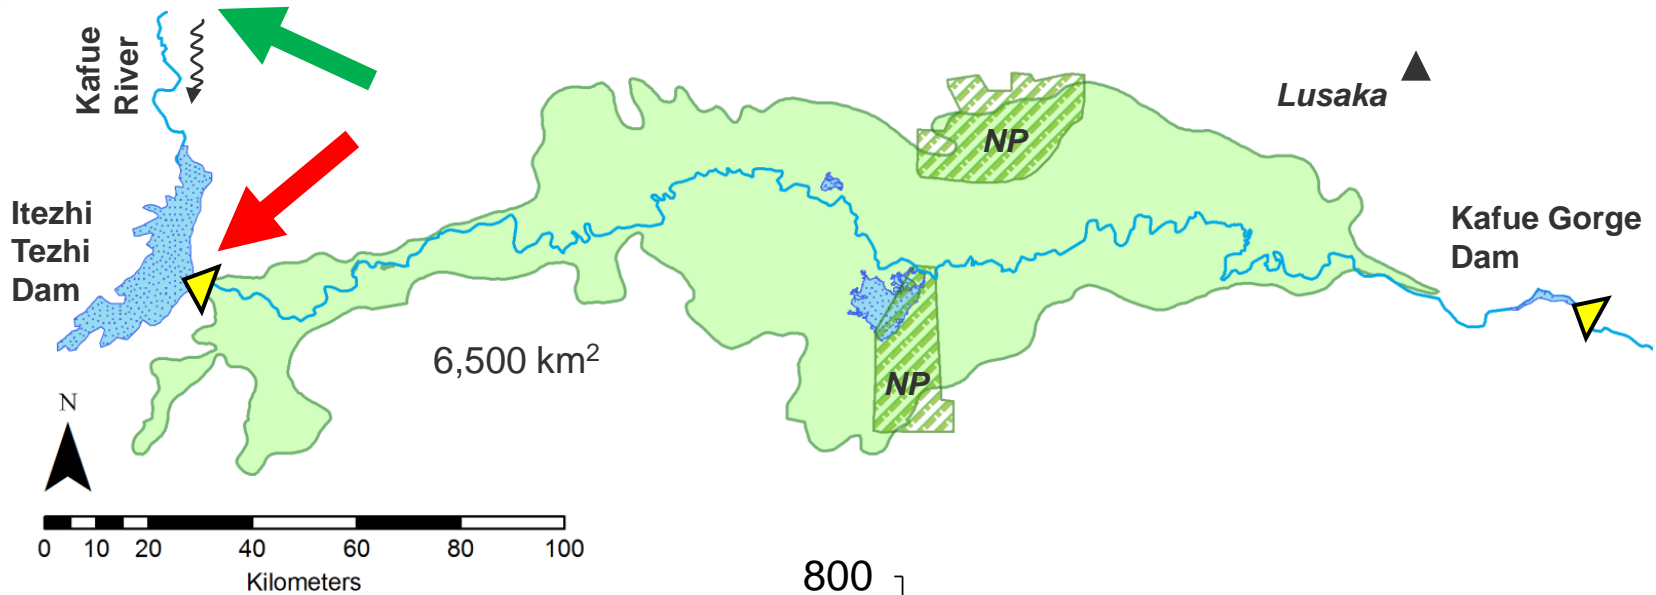 Kafue
River
Lusaka
NP
Itezhi
Tezhi
Dam
Kafue Gorge
Dam
6,500 km²
NP
N
0 10 20 40 60 80 100
Kilometers
800